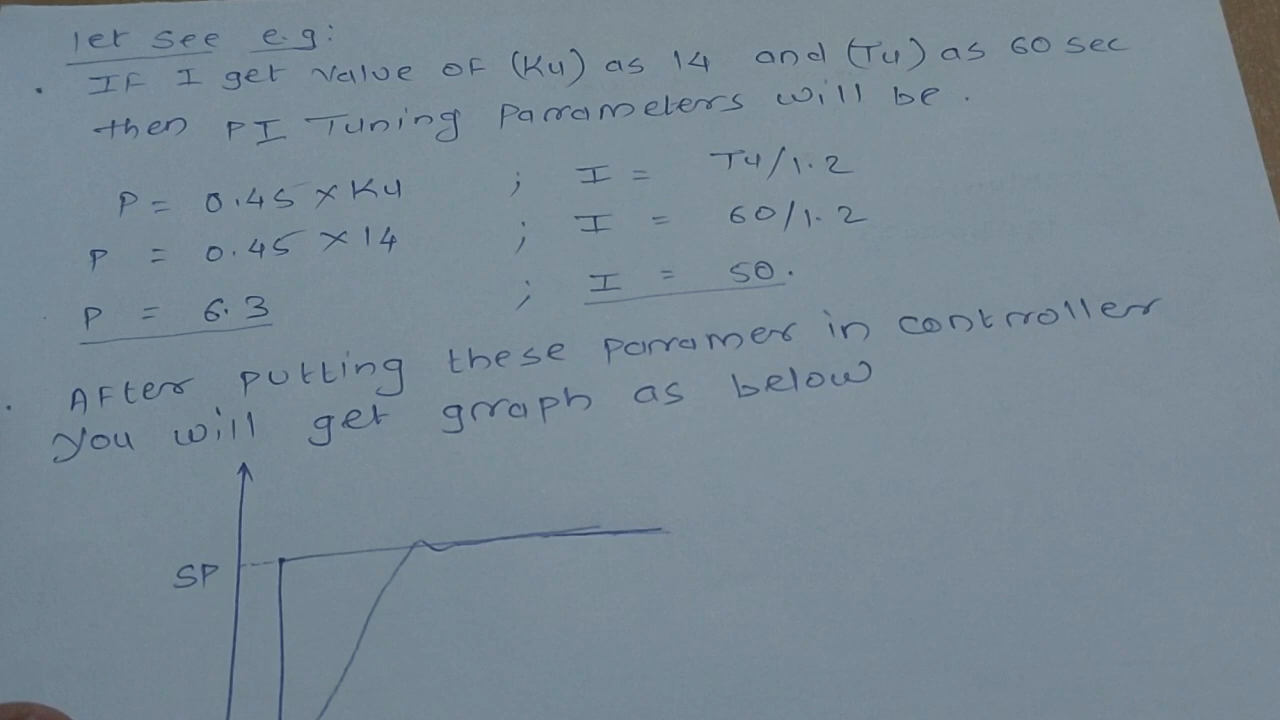 let see e.g:
. If I get value of (Ku) as 14 and (Tu) as 60 sec
then PI Tuning Parameters will be.
P = 0.45 x Ku ; I = Tu/1.2
P = 0.45 x 14 ; I = 60/1.2
P = 6.3 ; I = 50.
. After putting these paramer in controller
you will get graph as below
SP